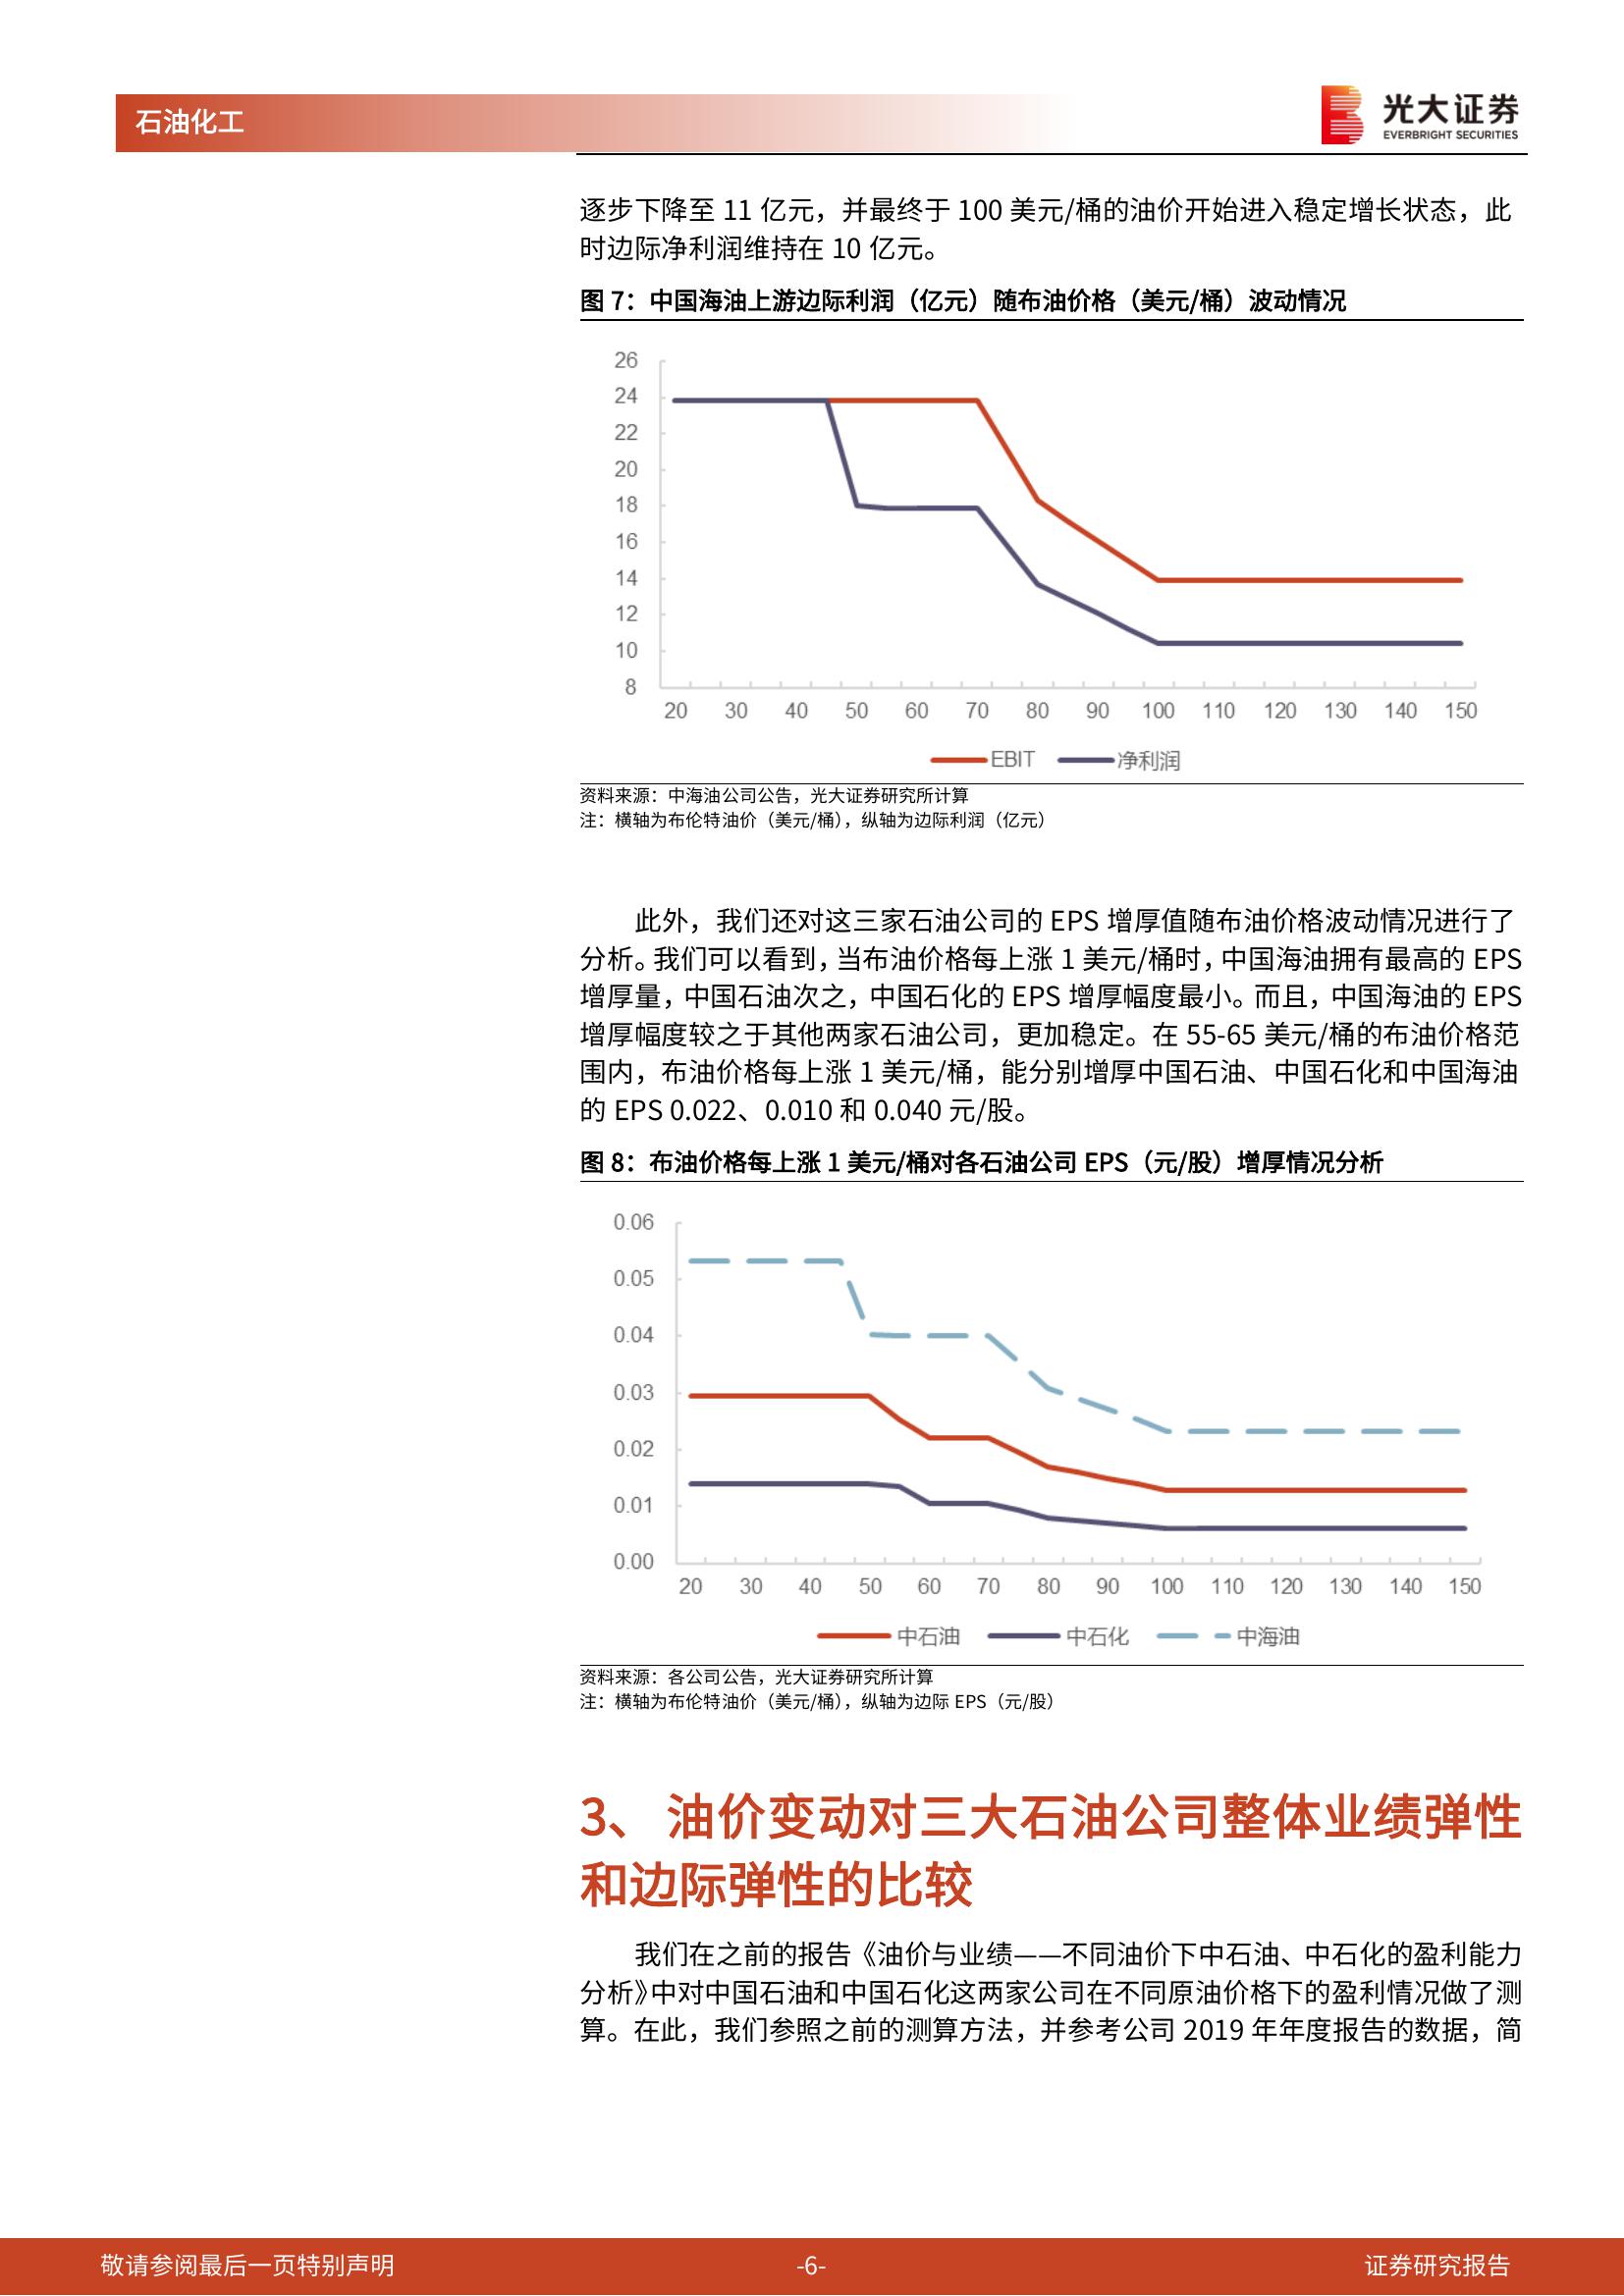 石油化工
光大证券
EVERBRIGHT SECURITIES
逐步下降至 11 亿元，并最终于 100 美元/桶的油价开始进入稳定增长状态，此
时边际净利润维持在 10 亿元。
图 7：中国海油上游边际利润（亿元）随布油价格（美元/桶）波动情况
26
24
22
20
18
16
14
12
10
8
20 30 40 50 60 70 80 90 100 110 120 130 140 150
EBIT 净利润
资料来源：中海油公司公告，光大证券研究所计算
注：横轴为布伦特油价（美元/桶），纵轴为边际利润（亿元）
此外，我们还对这三家石油公司的 EPS 增厚值随布油价格波动情况进行了
分析。我们可以看到，当布油价格每上涨 1 美元/桶时，中国海油拥有最高的 EPS
增厚量，中国石油次之，中国石化的 EPS 增厚幅度最小。而且，中国海油的 EPS
增厚幅度较之于其他两家石油公司，更加稳定。在 55-65 美元/桶的布油价格范
围内，布油价格每上涨 1 美元/桶，能分别增厚中国石油、中国石化和中国海油
的 EPS 0.022、0.010 和 0.040 元/股。
图 8：布油价格每上涨 1 美元/桶对各石油公司 EPS（元/股）增厚情况分析
0.06
0.05
0.04
0.03
0.02
0.01
0.00
20 30 40 50 60 70 80 90 100 110 120 130 140 150
中石油 中石化 中海油
资料来源：各公司公告，光大证券研究所计算
注：横轴为布伦特油价（美元/桶），纵轴为边际 EPS（元/股）
3、 油价变动对三大石油公司整体业绩弹性
和边际弹性的比较
我们在之前的报告《油价与业绩——不同油价下中石油、中石化的盈利能力
分析》中对中国石油和中国石化这两家公司在不同原油价格下的盈利情况做了测
算。在此，我们参照之前的测算方法，并参考公司 2019 年年度报告的数据，简
敬请参阅最后一页特别声明 -6- 证券研究报告